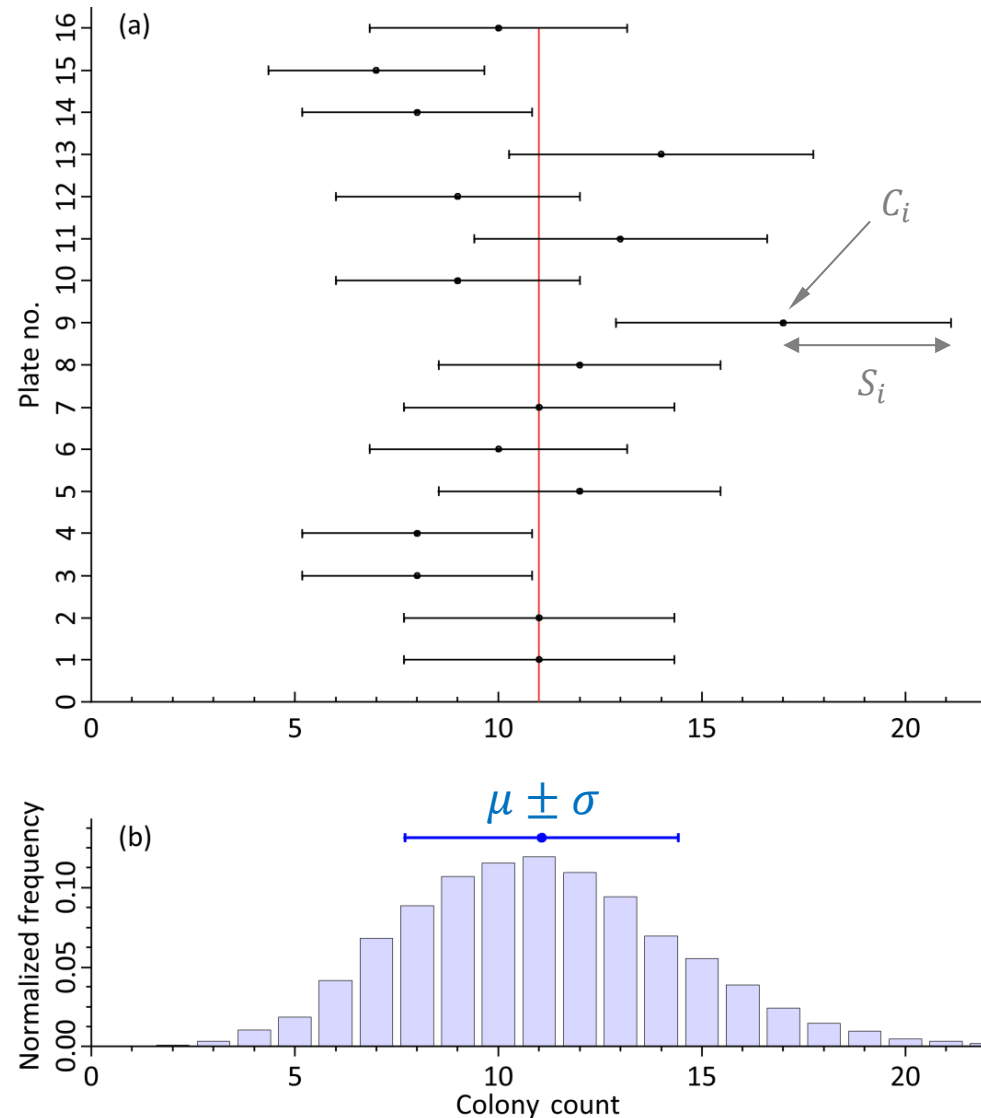 (a)
Plate no.
16
15
14
13
12
11
10
9
8
7
6
5
4
3
2
1
0
C_i
S_i
0 5 10 15 20
μ ± σ
(b)
Normalized frequency
0.10
0.05
0.00
0 5 10 15 20
Colony count